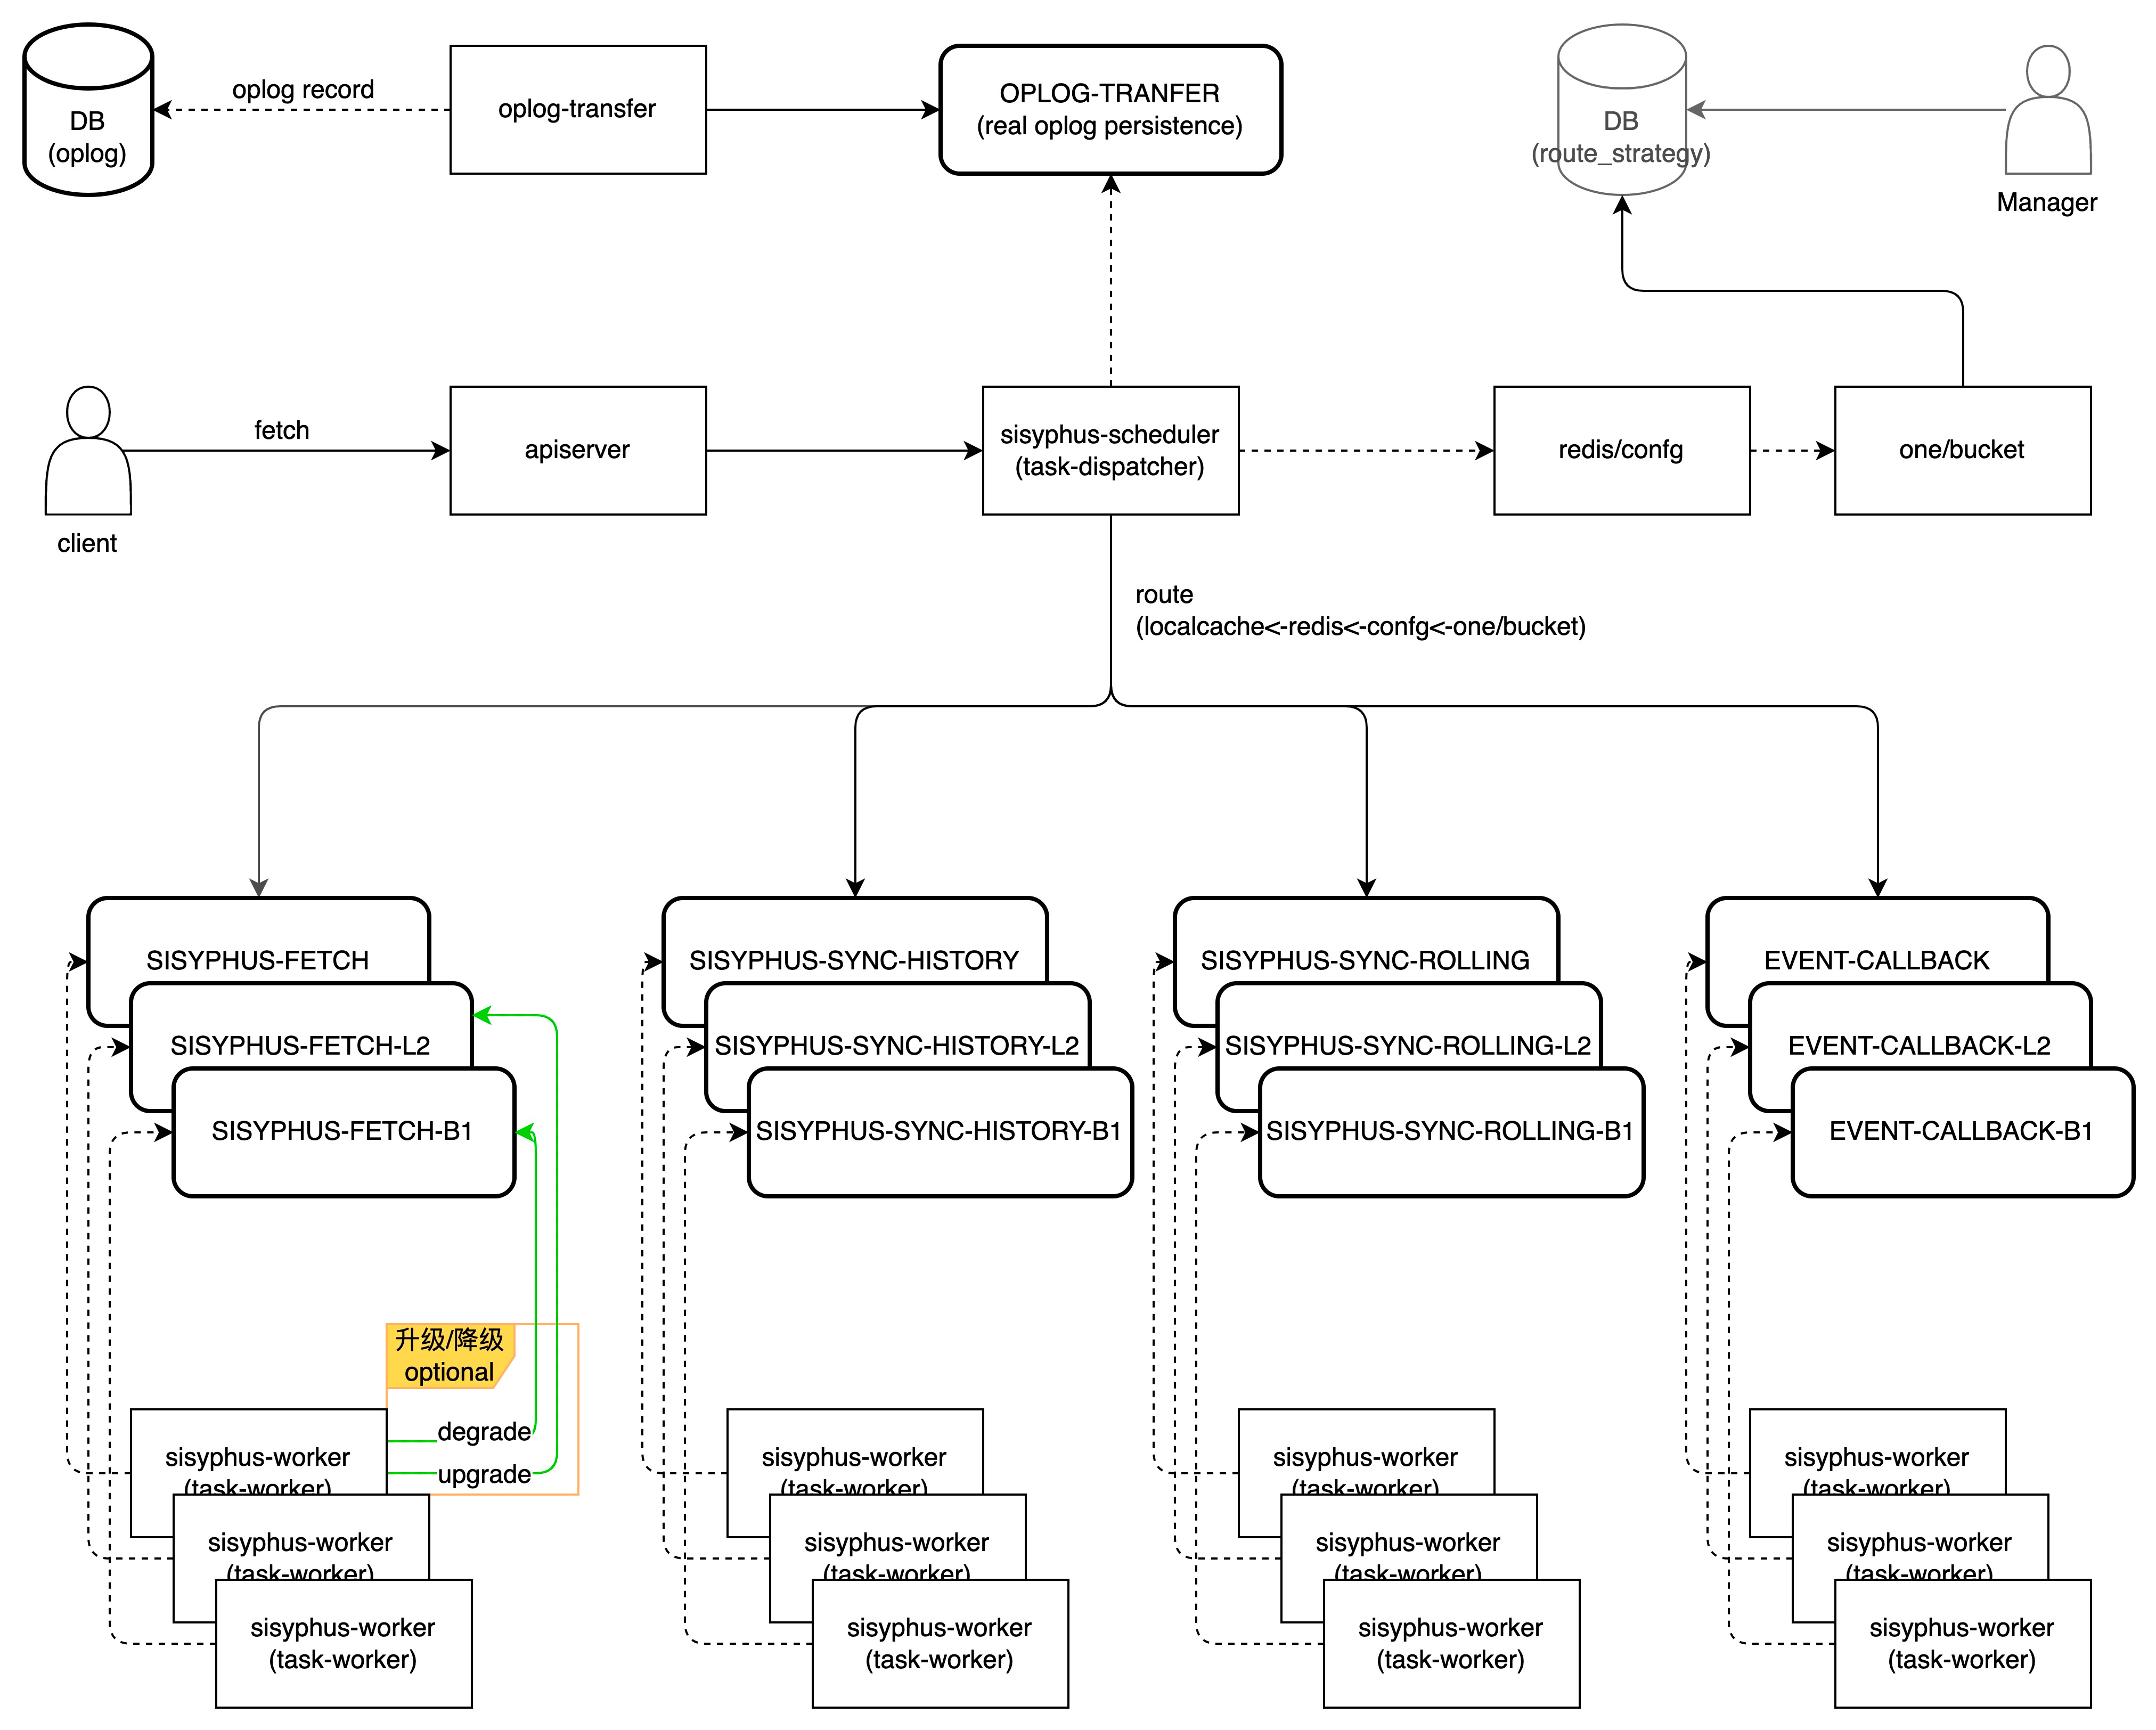 DB
(oplog)
oplog record
oplog-transfer
OPLOG-TRANFER
(real oplog persistence)
DB
(route_strategy)
Manager
client
fetch
apiserver
sisyphus-scheduler
(task-dispatcher)
redis/confg
one/bucket
route
(localcache<-redis<-confg<-one/bucket)
SISYPHUS-FETCH
SISYPHUS-FETCH-L2
SISYPHUS-FETCH-B1
SISYPHUS-SYNC-HISTORY
SISYPHUS-SYNC-HISTORY-L2
SISYPHUS-SYNC-HISTORY-B1
SISYPHUS-SYNC-ROLLING
SISYPHUS-SYNC-ROLLING-L2
SISYPHUS-SYNC-ROLLING-B1
EVENT-CALLBACK
EVENT-CALLBACK-L2
EVENT-CALLBACK-B1
升级/降级
optional
degrade
upgrade
sisyphus-worker
(task-worker)
sisyphus-worker
(task-worker)
sisyphus-worker
(task-worker)
sisyphus-worker
(task-worker)
sisyphus-worker
(task-worker)
sisyphus-worker
(task-worker)
sisyphus-worker
(task-worker)
sisyphus-worker
(task-worker)
sisyphus-worker
(task-worker)
sisyphus-worker
(task-worker)
sisyphus-worker
(task-worker)
sisyphus-worker
(task-worker)